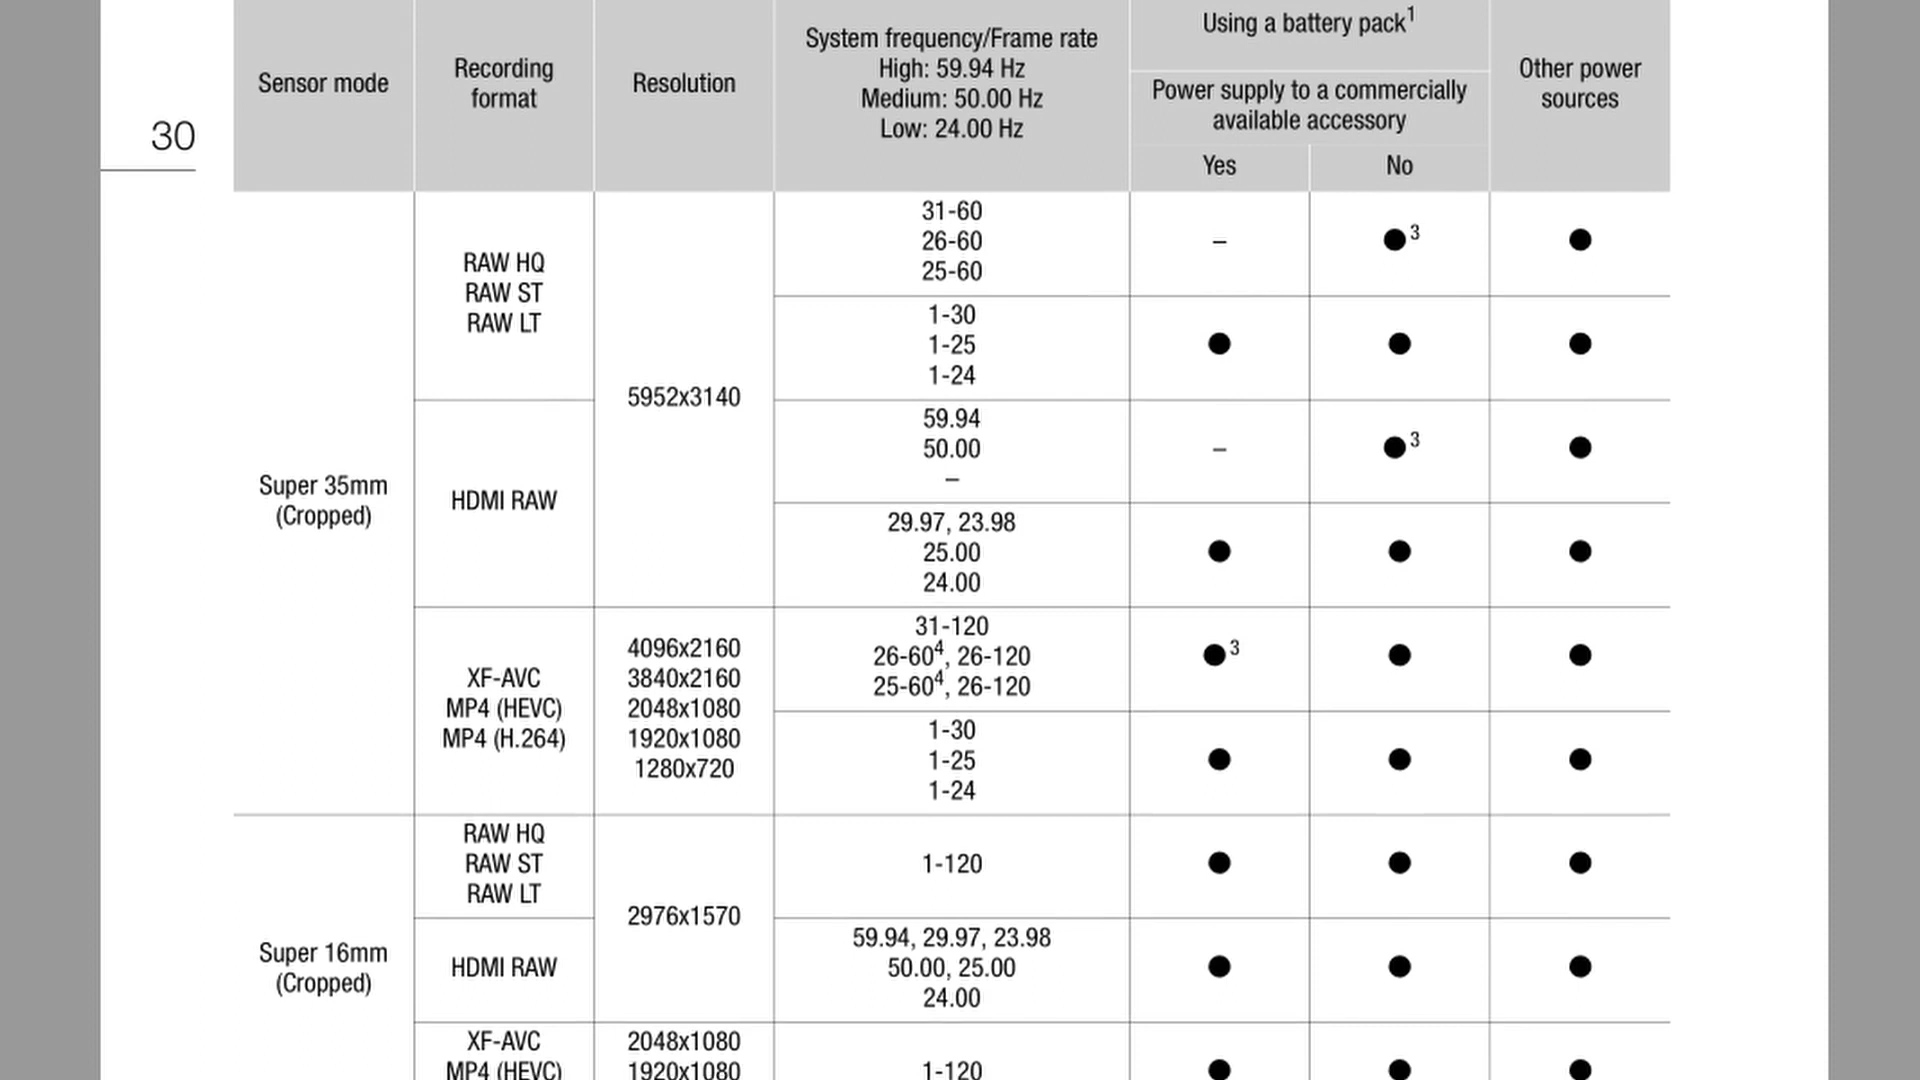 30
Sensor mode
Recording
format
Resolution
System frequency/Frame rate
High: 59.94 Hz
Medium: 50.00 Hz
Low: 24.00 Hz
Using a battery pack1
Power supply to a commercially
available accessory
Yes
No
Other power
sources
Super 35mm
(Cropped)
RAW HQ
RAW ST
RAW LT
5952x3140
31-60
26-60
25-60
–
●3
●
1-30
1-25
1-24
●
●
●
HDMI RAW
59.94
50.00
–
–
●3
●
29.97, 23.98
25.00
24.00
●
●
●
XF-AVC
MP4 (HEVC)
MP4 (H.264)
4096x2160
3840x2160
2048x1080
1920x1080
1280x720
31-120
26-604, 26-120
25-604, 26-120
●3
●
●
1-30
1-25
1-24
●
●
●
Super 16mm
(Cropped)
RAW HQ
RAW ST
RAW LT
2976x1570
1-120
●
●
●
HDMI RAW
59.94, 29.97, 23.98
50.00, 25.00
24.00
●
●
●
XF-AVC
MP4 (HEVC)
2048x1080
1920x1080
1-120
●
●
●